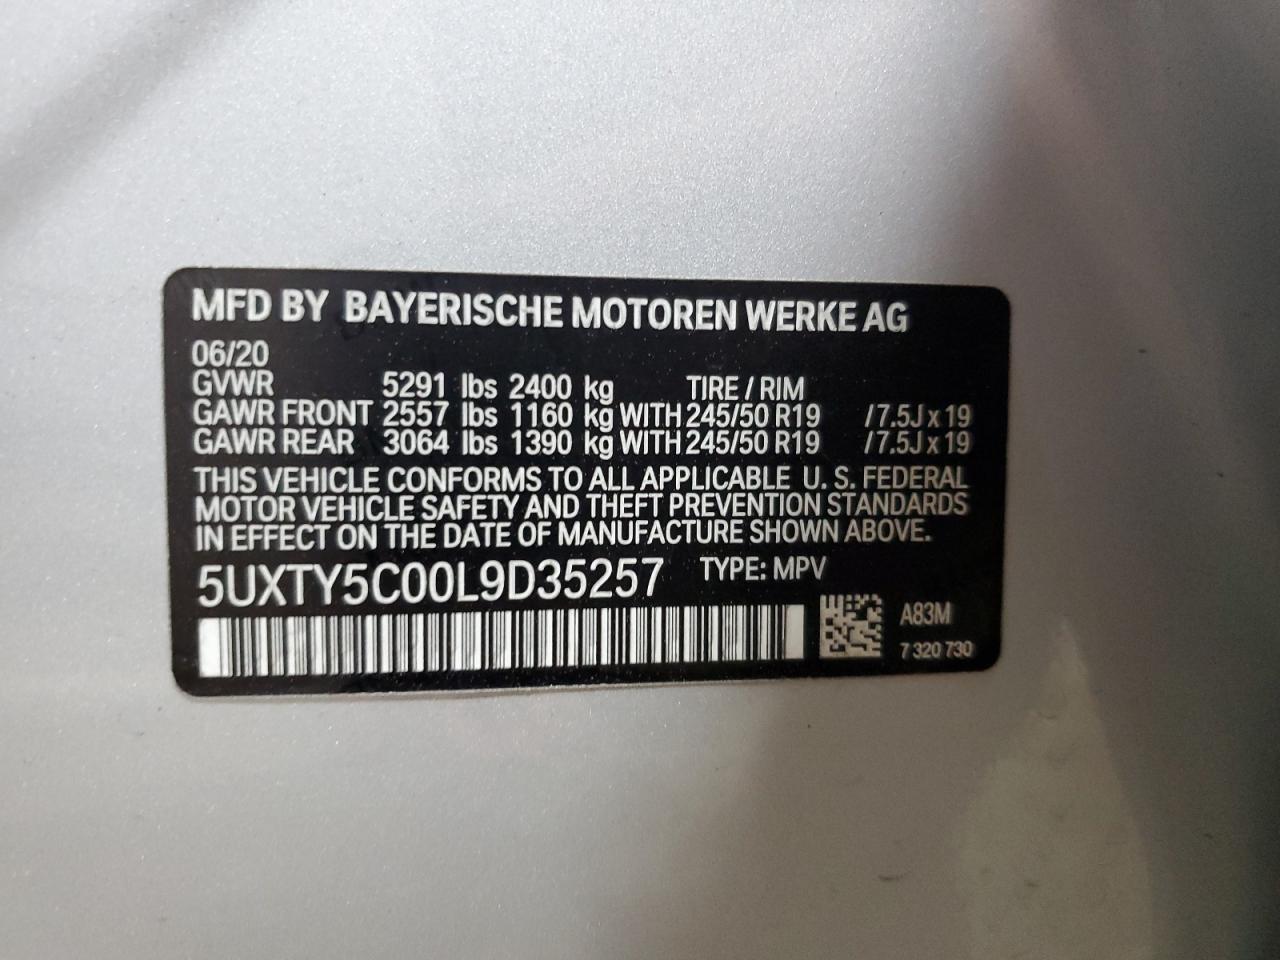 MFD BY BAYERISCHE MOTOREN WERKE AG
06/20
GVWR 5291 lbs 2400 kg TIRE / RIM
GAWR FRONT 2557 lbs 1160 kg WITH 245/50 R19 / 7.5J x 19
GAWR REAR 3064 lbs 1390 kg WITH 245/50 R19 / 7.5J x 19
THIS VEHICLE CONFORMS TO ALL APPLICABLE U. S. FEDERAL
MOTOR VEHICLE SAFETY AND THEFT PREVENTION STANDARDS
IN EFFECT ON THE DATE OF MANUFACTURE SHOWN ABOVE.
5UXTY5C00L9D35257 TYPE: MPV
A83M
7 320 730